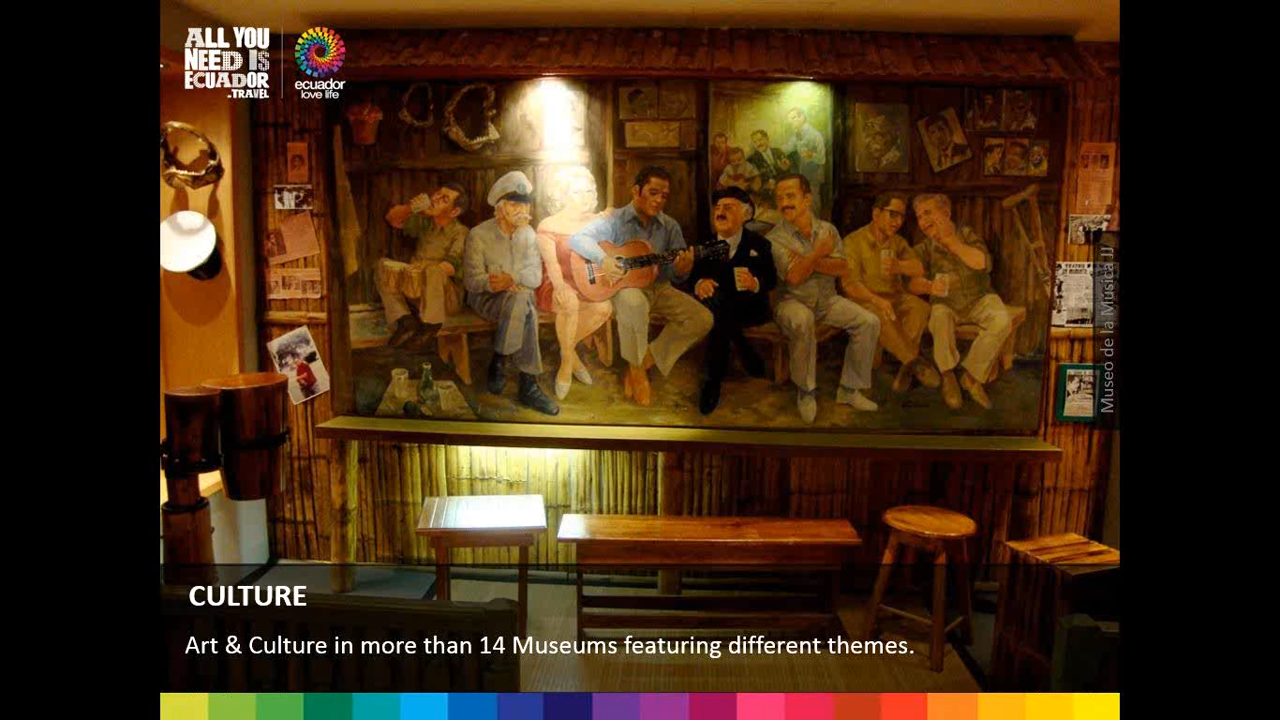 ALL YOU
NEED IS
ECUADOR
.TRAVEL
ecuador
love life
Museo de la Música JJ
CULTURE
Art & Culture in more than 14 Museums featuring different themes.